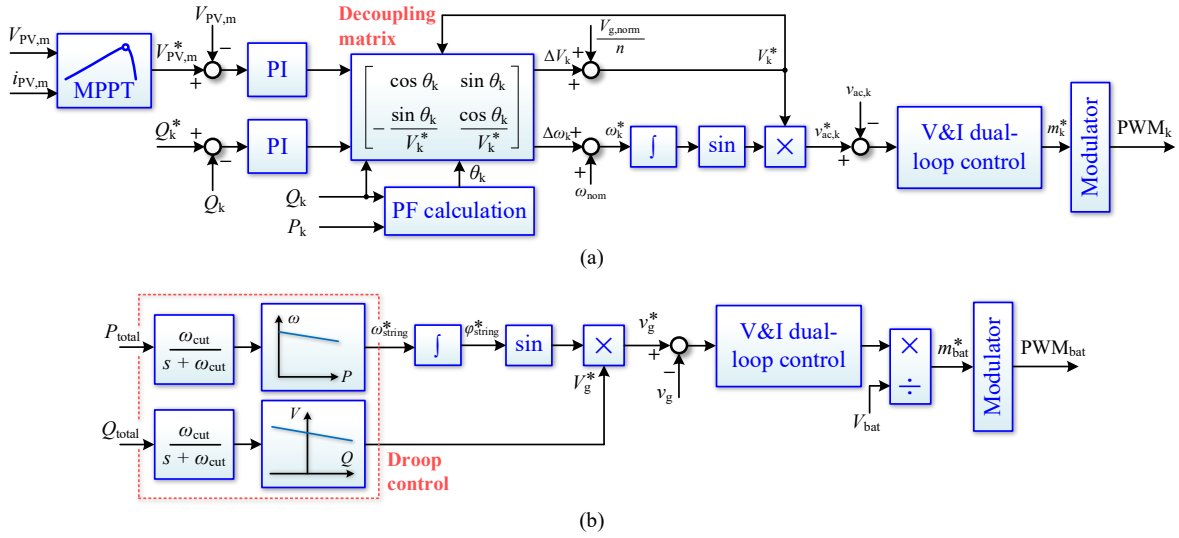 Decoupling matrix
V_PV,m
i_PV,m
MPPT
V*_PV,m
V_PV,m
−
+
PI
Q*_k
+
−
Q_k
PI
cos θ_k sin θ_k
− sin θ_k / V*_k cos θ_k / V*_k
θ_k
Q_k
P_k
PF calculation
ΔV_k
+
+
V_g,norm / n
V*_k
Δω_k
+
+
ω_nom
ω*_k
∫
sin
×
v*_ac,k
+
−
v_ac,k
V&I dual-loop control
m*_k
Modulator
PWM_k
(a)
P_total
ω_cut / s + ω_cut
ω
P
ω*_string
∫
φ*_string
sin
×
V*_g
v*_g
+
−
v_g
V&I dual-loop control
×
÷
V_bat
m*_bat
Modulator
PWM_bat
Q_total
ω_cut / s + ω_cut
V
Q
Droop control
(b)